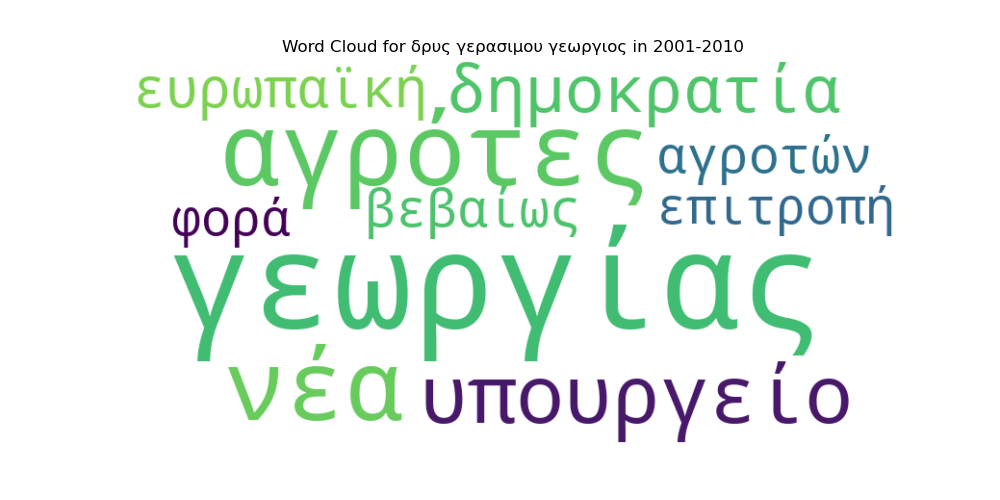 Word Cloud for δρυς γερασιμου γεωργιος in 2001-2010
ευρωπαϊκή δημοκρατία
αγρότες αγροτών
φορά βεβαίως επιτροπή
γεωργίας
νέα υπουργείο